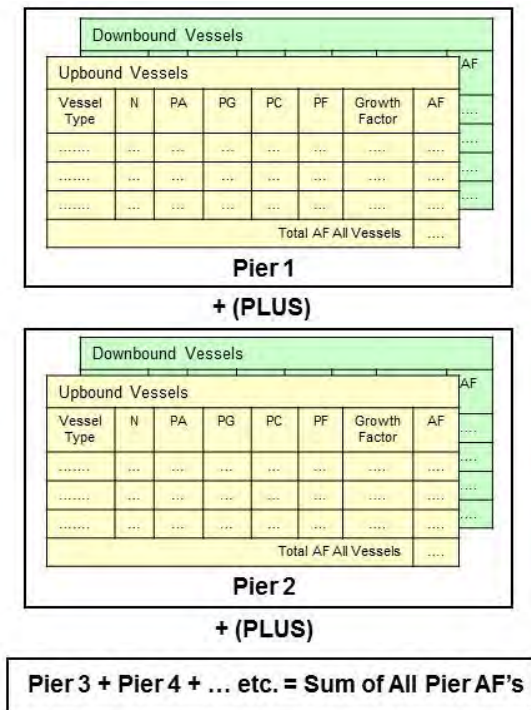 Downbound Vessels
AF
Upbound Vessels
Vessel Type N PA PG PC PF Growth Factor AF
....... ... ... ... ... ... .... ... ....
....... ... ... ... ... ... .... ... ....
....... ... ... ... ... ... .... ... ....
Total AF All Vessels .... ....
Pier 1
+ (PLUS)
Downbound Vessels
AF
Upbound Vessels
Vessel Type N PA PG PC PF Growth Factor AF
....... ... ... ... ... ... .... ... ....
....... ... ... ... ... ... .... ... ....
....... ... ... ... ... ... .... ... ....
Total AF All Vessels .... ....
Pier 2
+ (PLUS)
Pier 3 + Pier 4 + ... etc. = Sum of All Pier AF's